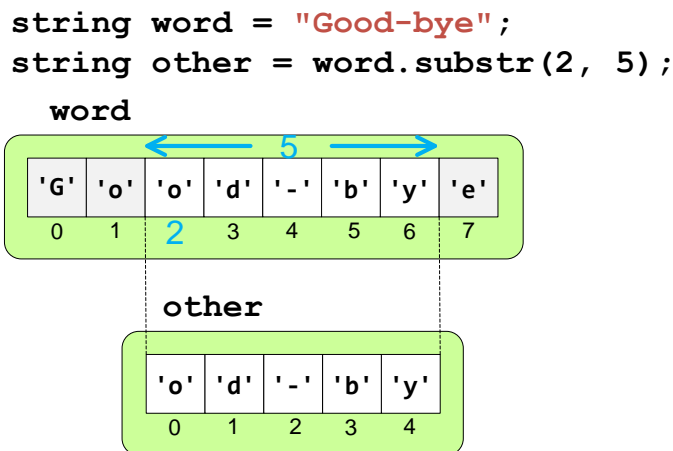 string word = "Good-bye";
string other = word.substr(2, 5);
word
5
'G' 'o' 'o' 'd' '-' 'b' 'y' 'e'
0 1 2 3 4 5 6 7
other
'o' 'd' '-' 'b' 'y'
0 1 2 3 4